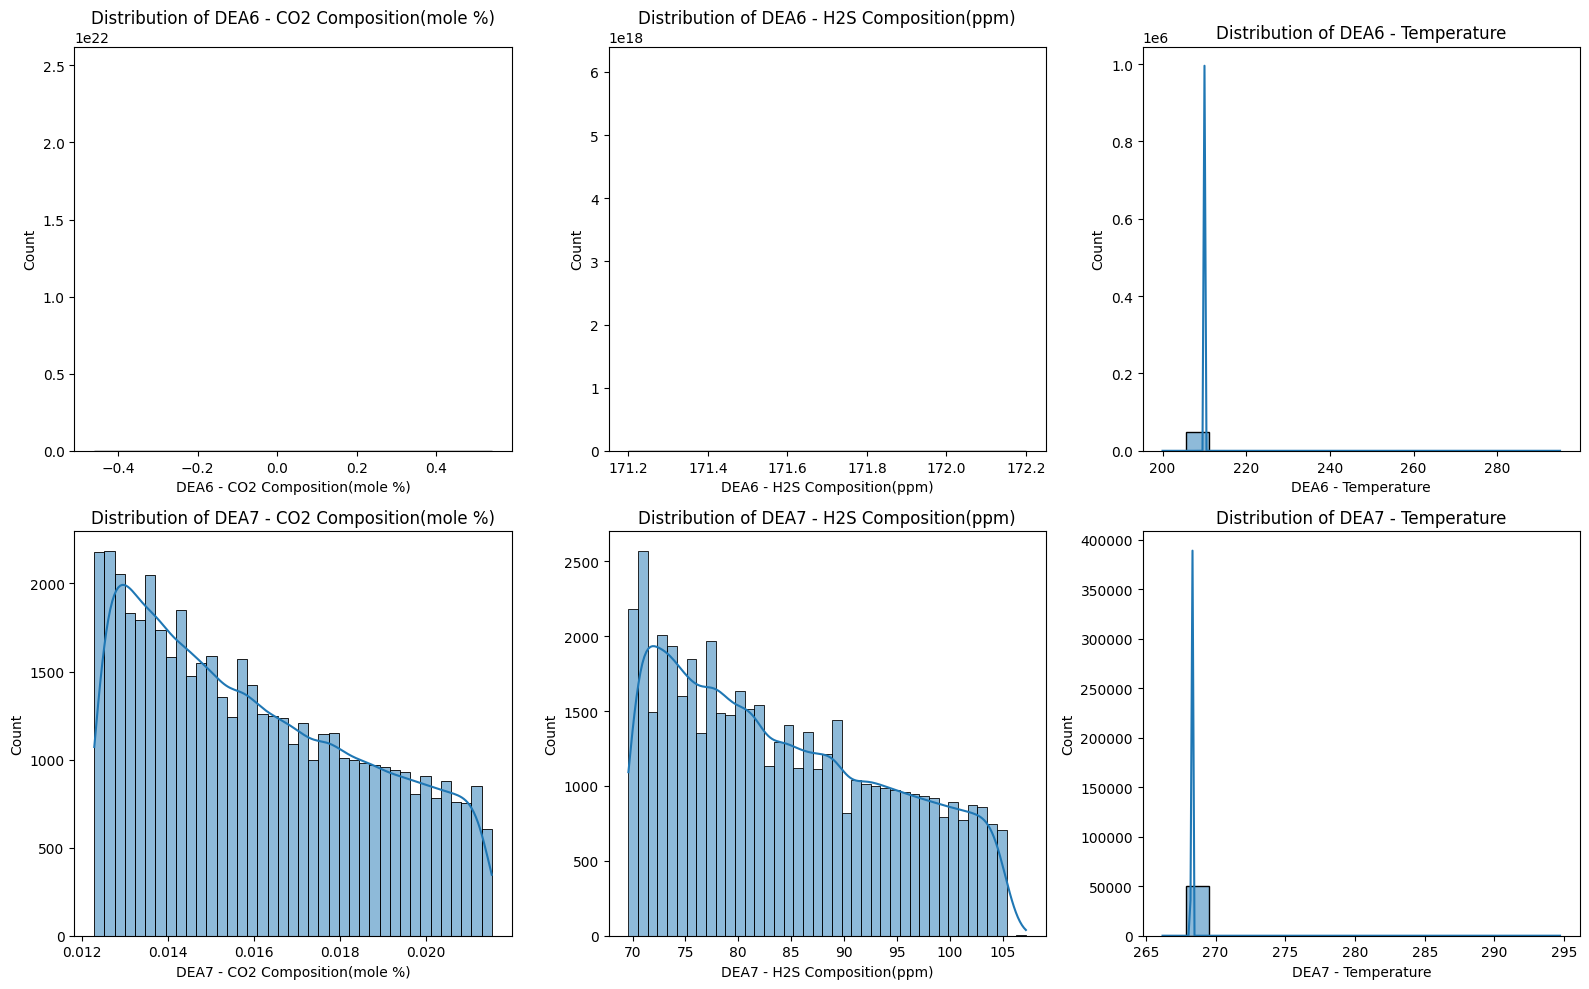 Distribution of DEA6 - CO2 Composition(mole %)
1e22
2.5
2.0
1.5
1.0
0.5
0.0
Count
−0.4 −0.2 0.0 0.2 0.4
DEA6 - CO2 Composition(mole %)
Distribution of DEA6 - H2S Composition(ppm)
1e18
6
5
4
3
2
1
0
Count
171.2 171.4 171.6 171.8 172.0 172.2
DEA6 - H2S Composition(ppm)
Distribution of DEA6 - Temperature
1e6
1.0
0.8
0.6
0.4
0.2
0.0
Count
200 220 240 260 280
DEA6 - Temperature
Distribution of DEA7 - CO2 Composition(mole %)
2000
1500
1000
500
0
Count
0.012 0.014 0.016 0.018 0.020
DEA7 - CO2 Composition(mole %)
Distribution of DEA7 - H2S Composition(ppm)
2500
2000
1500
1000
500
0
Count
70 75 80 85 90 95 100 105
DEA7 - H2S Composition(ppm)
Distribution of DEA7 - Temperature
400000
350000
300000
250000
200000
150000
100000
50000
0
Count
265 270 275 280 285 290 295
DEA7 - Temperature